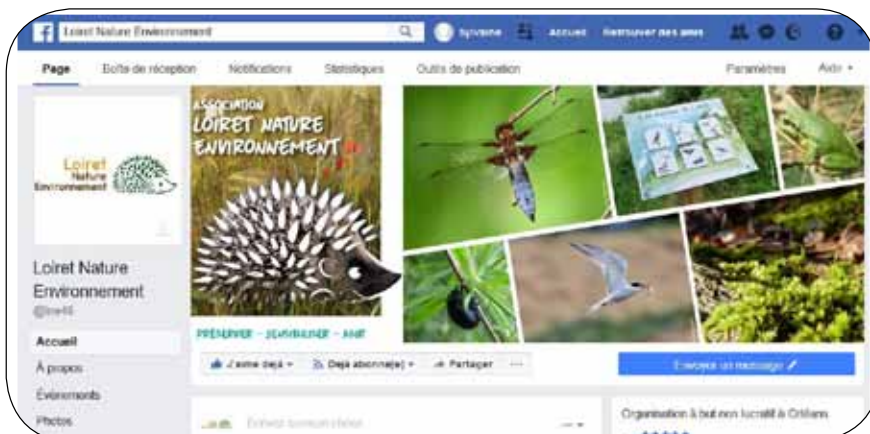 Loiret Nature Environnement
Sylvaine Accueil Retrouver des amis
Page Boîte de réception Notifications Statistiques Outils de publication Paramètres Aide
ASSOCIATION
LOIRET NATURE
ENVIRONNEMENT
Loiret
Nature
Environnement
Loiret Nature
Environnement
@lne45
Accueil
À propos
Évènements
Photos
PRÉSERVER - SENSIBILISER - AGIR
J'aime déjà Déjà abonné(e) Partager ...
Envoyer un message
Organisation à but non lucratif à Orléans